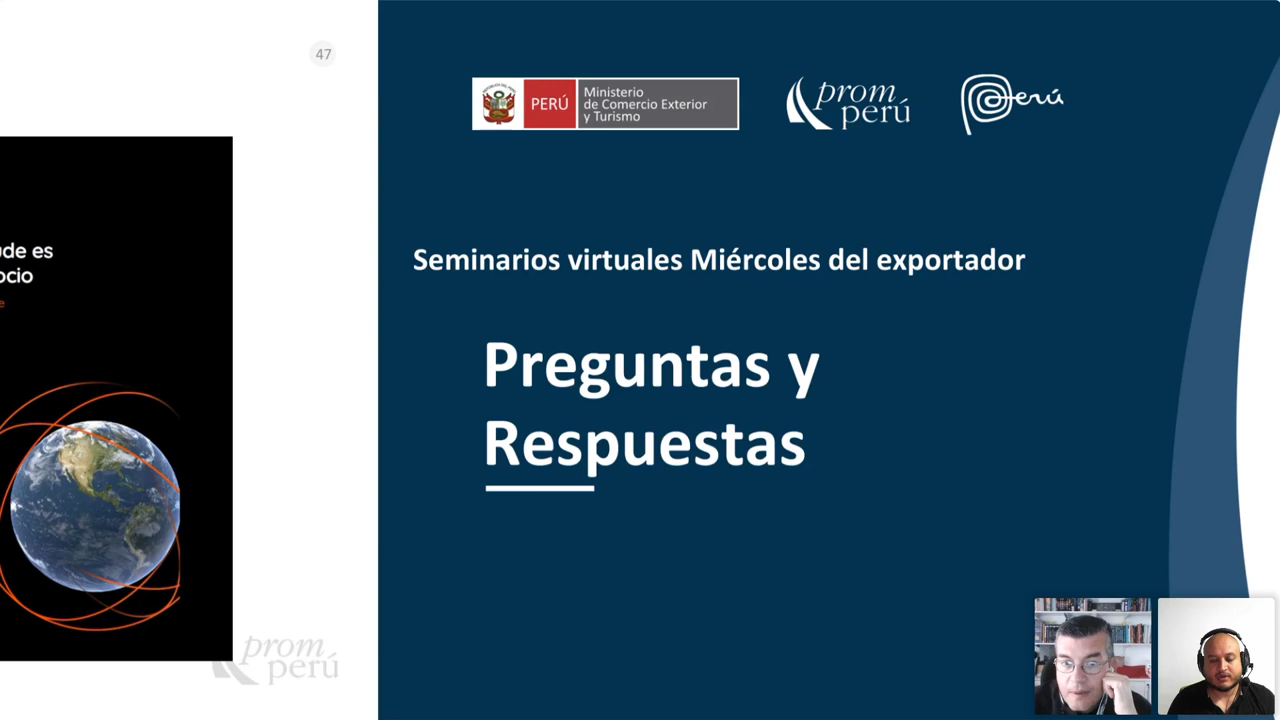 47
ude es
ocio
e
prom
perú
PERÚ
Ministerio
de Comercio Exterior
y Turismo
prom
perú
Perú
Seminarios virtuales Miércoles del exportador
Preguntas y
Respuestas